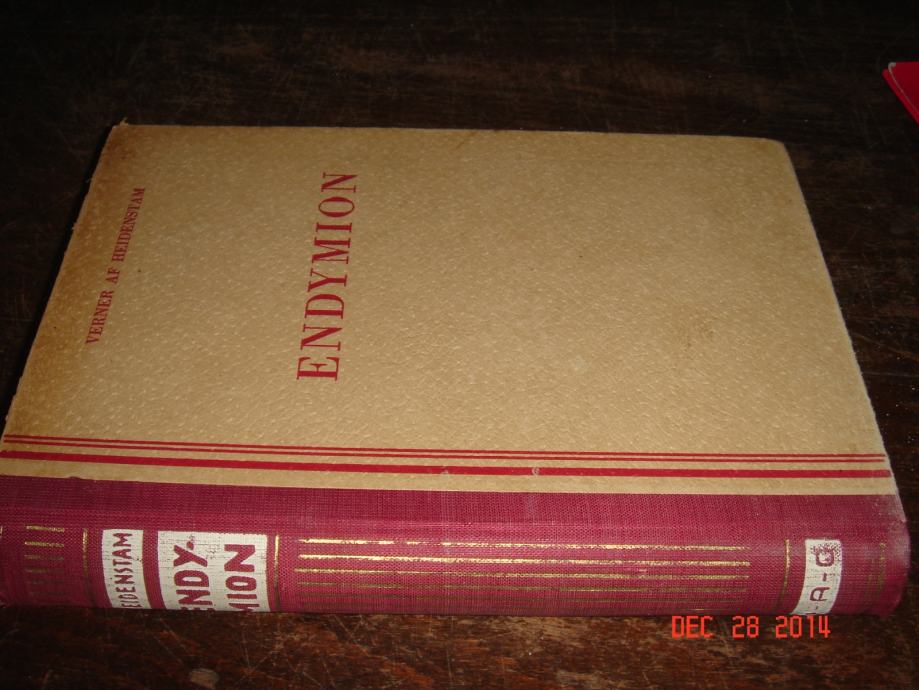 VERNER AF HEIDENSTAM
ENDYMION
EIDENSTAM
ENDY-
MION
DEC 28 2014